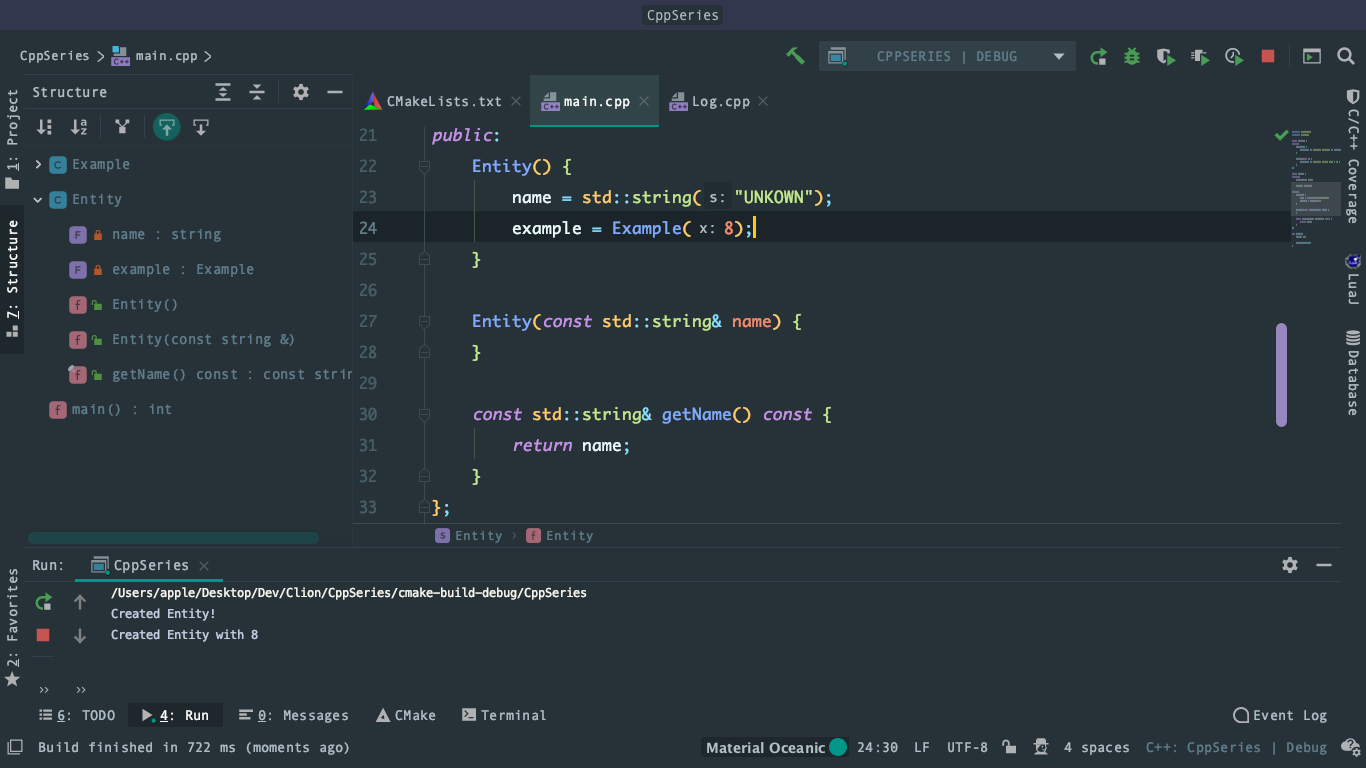 CppSeries
CppSeries > main.cpp >
CPPSERIES | DEBUG
1: Project
Z: Structure
2: Favorites
Structure
Example
Entity
name : string
example : Example
Entity()
Entity(const string &)
getName() const : const strin
main() : int
CMakeLists.txt
main.cpp
Log.cpp
21 public:
22 Entity() {
23 name = std::string( s: "UNKOWN");
24 example = Example( x: 8);
25 }
26
27 Entity(const std::string& name) {
28 }
29
30 const std::string& getName() const {
31 return name;
32 }
33 };
Entity > Entity
C/C++ Coverage
LuaJ
Database
Run: CppSeries
/Users/apple/Desktop/Dev/Clion/CppSeries/cmake-build-debug/CppSeries
Created Entity!
Created Entity with 8
6: TODO 4: Run 0: Messages CMake Terminal Event Log
Build finished in 722 ms (moments ago) Material Oceanic 24:30 LF UTF-8 4 spaces C++: CppSeries | Debug